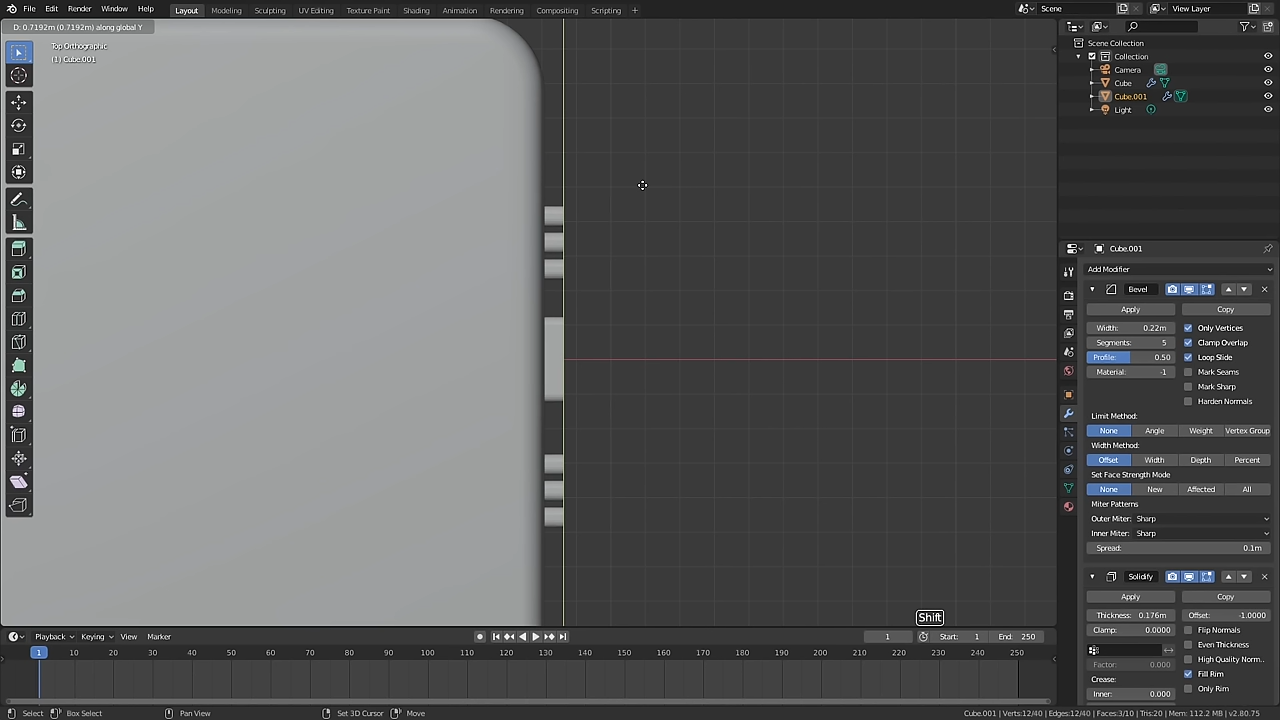 File Edit Render Window Help Layout Modeling Sculpting UV Editing Texture Paint Shading Animation Rendering Compositing Scripting + Scene View Layer
D: 0.7192m (0.7192m) along global Y
Top Orthographic
(1) Cube.001
Scene Collection
Collection
Camera
Cube
Cube.001
Light
Cube.001
Add Modifier
Bevel
Apply Copy
Width: 0.22m Only Vertices
Segments: 5 Clamp Overlap
Profile: 0.50 Loop Slide
Material: -1 Mark Seams
Mark Sharp
Harden Normals
Limit Method:
None Angle Weight Vertex Group
Width Method:
Offset Width Depth Percent
Set Face Strength Mode
None New Affected All
Miter Patterns
Outer Miter: Sharp
Inner Miter: Sharp
Spread: 0.1m
Solidify
Apply Copy
Thickness: 0.176m Offset: -1.0000
Clamp: 0.0000 Flip Normals
Even Thickness
High Quality Norm..
Factor: 0.000
Fill Rim
Crease:
Only Rim
Inner: 0.000
Shift
Playback Keying View Marker 1 Start: 1 End: 250
1 10 20 30 40 50 60 70 80 90 100 110 120 130 140 150 160 170 180 190 200 210 220 230 240 250
Select Box Select Pan View Set 3D Cursor Move Cube.001 | Verts:12/40 | Edges:12/40 | Faces:3/10 | Tris:20 | Mem: 112.2 MB | v2.80.75